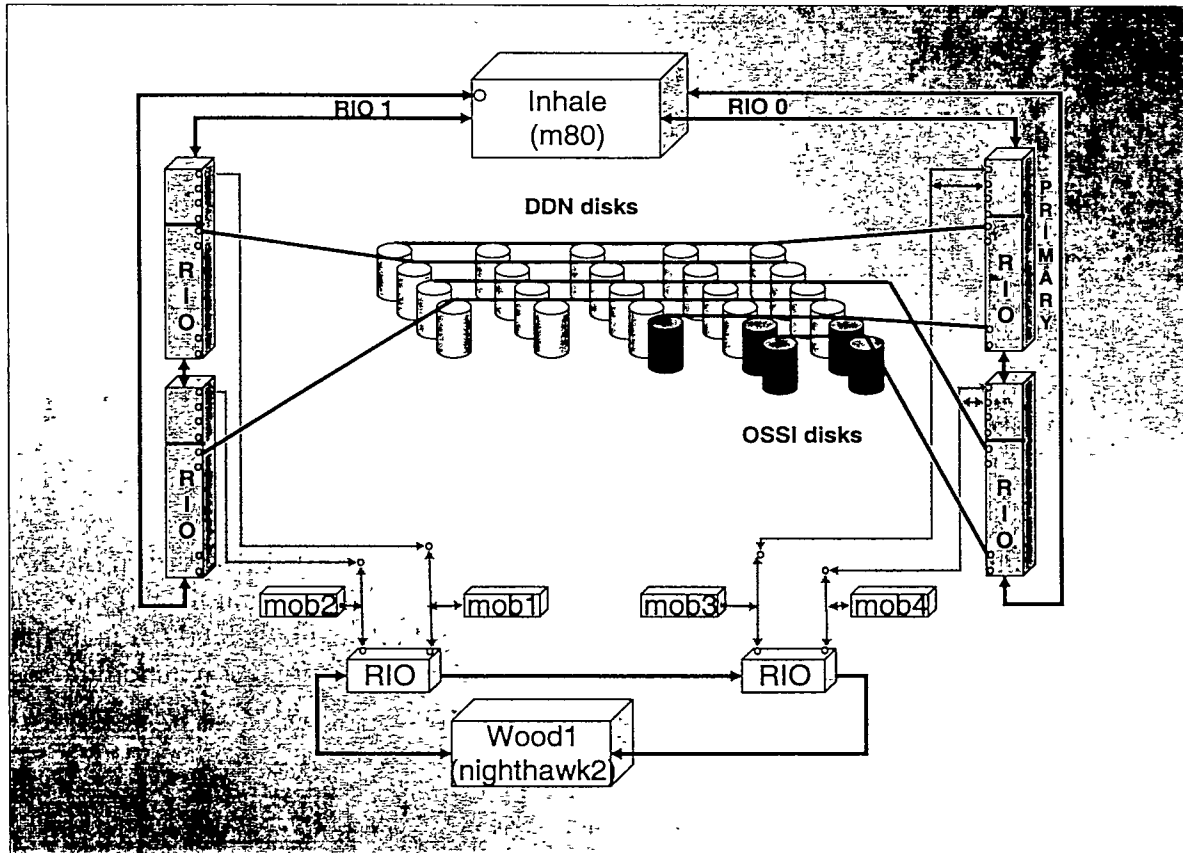 Inhale
(m80)
RIO 1
RIO 0
PRIMARY
DDN disks
RIO
RIO
OSSI disks
RIO
RIO
mob2
mob1
mob3
mob4
RIO
RIO
Wood1
(nighthawk2)